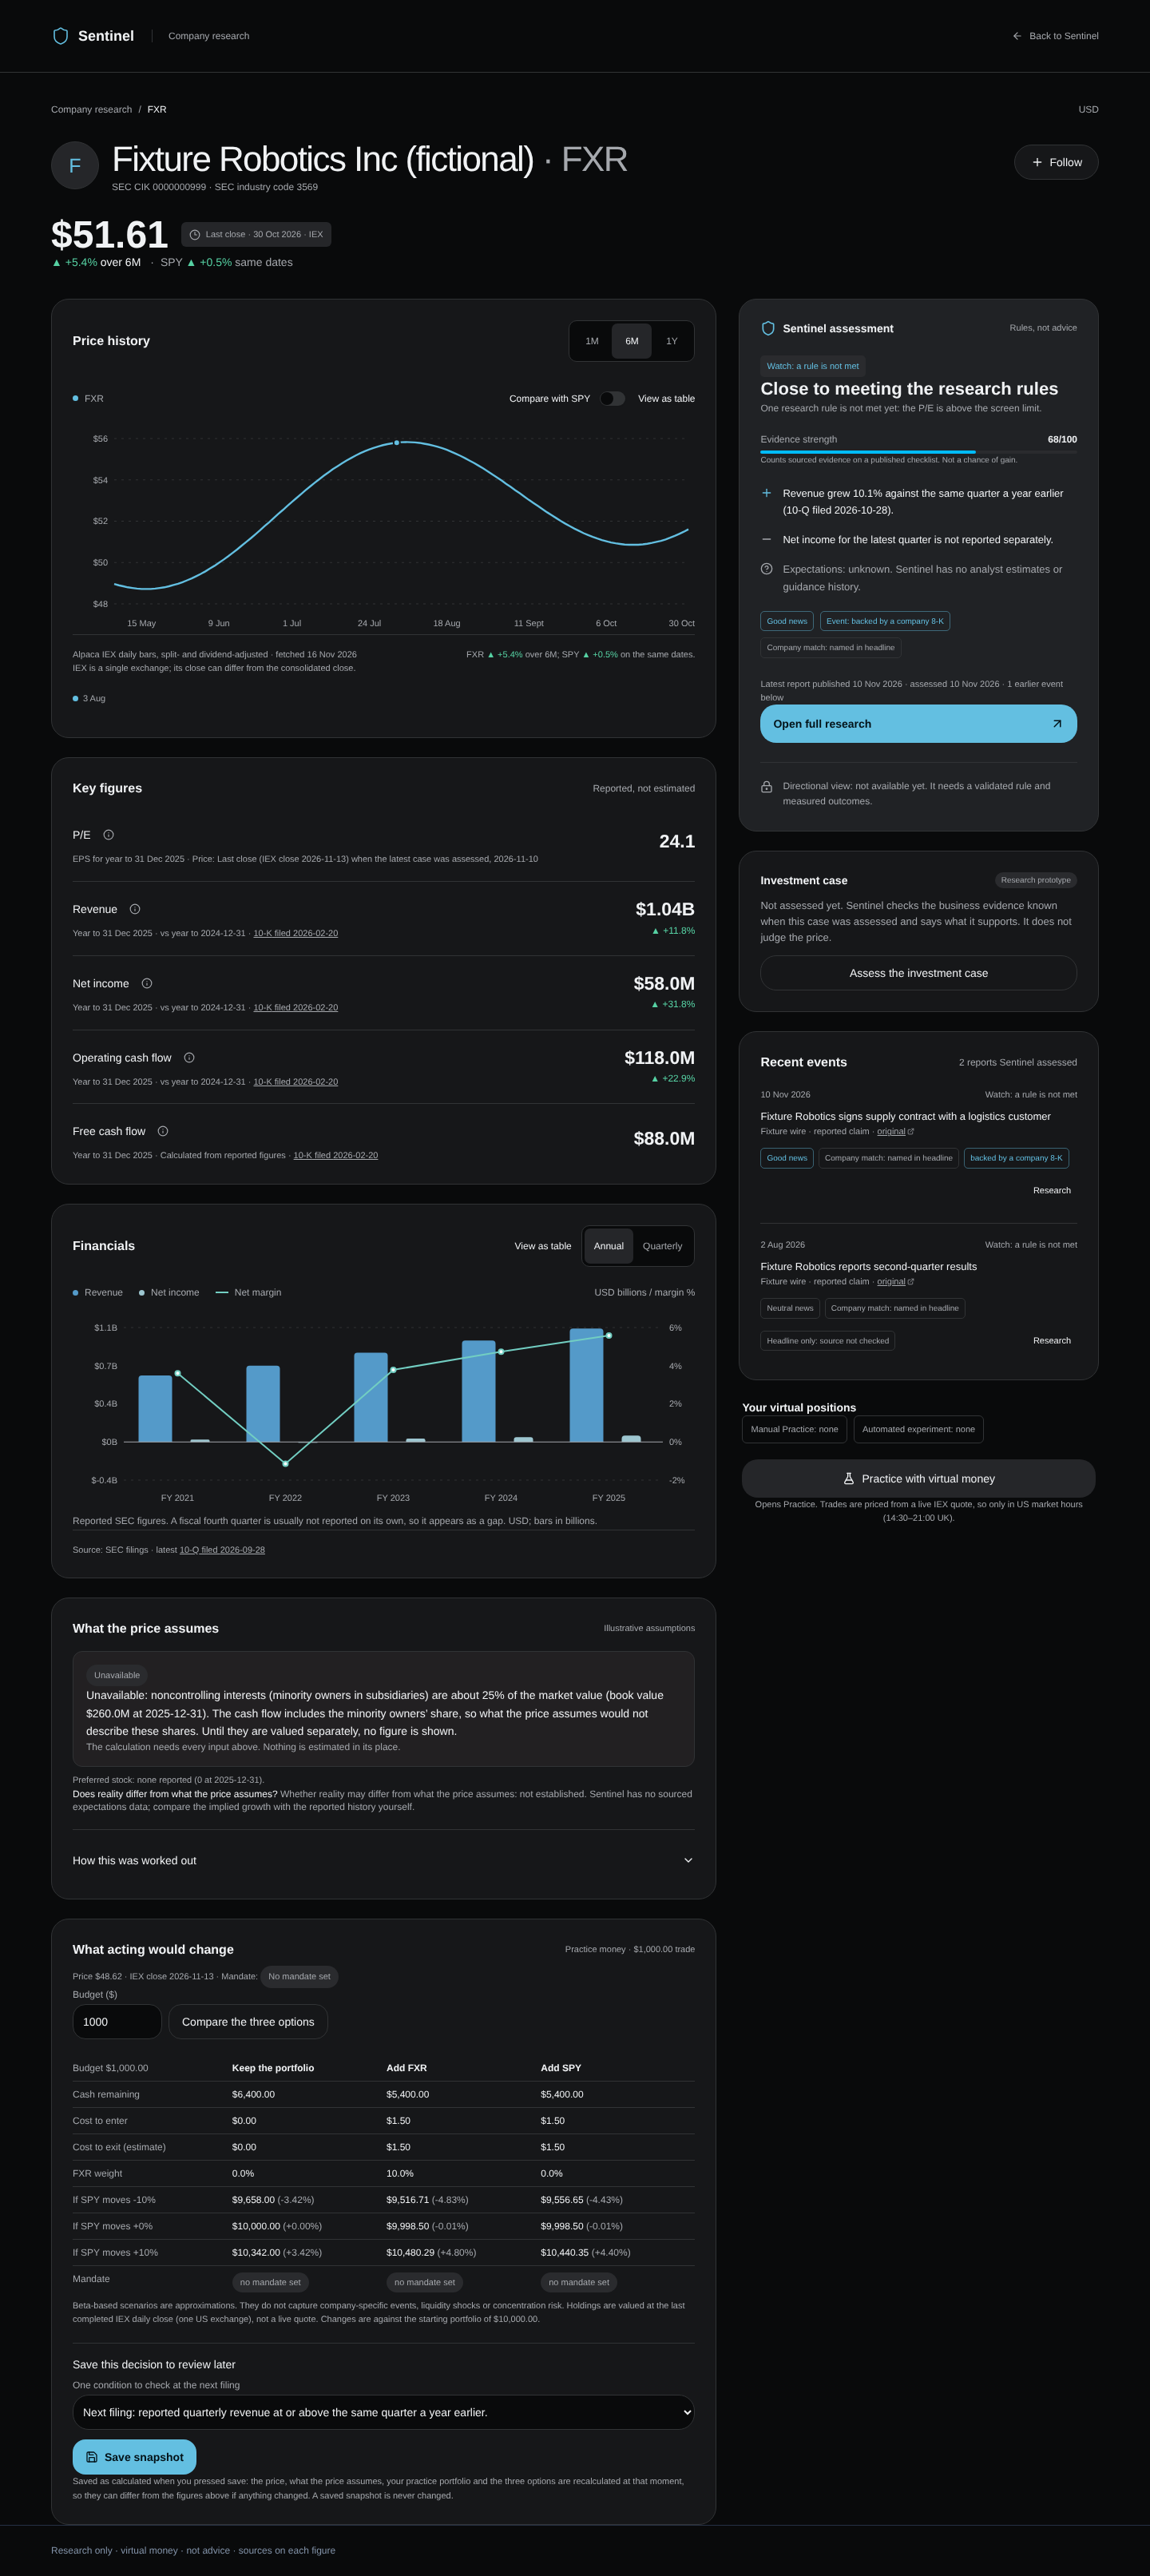 Sentinel
Company research
Back to Sentinel
Company research / FXR
USD
F
Fixture Robotics Inc (fictional) · FXR
SEC CIK 0000000999 · SEC industry code 3569
Follow
$51.61
Last close · 30 Oct 2026 · IEX
▲ +5.4% over 6M · SPY ▲ +0.5% same dates
Price history
1M 6M 1Y
FXR
Compare with SPY
View as table
$56
$54
$52
$50
$48
15 May 9 Jun 1 Jul 24 Jul 18 Aug 11 Sept 6 Oct 30 Oct
Alpaca IEX daily bars, split- and dividend-adjusted · fetched 16 Nov 2026
IEX is a single exchange; its close can differ from the consolidated close.
FXR ▲ +5.4% over 6M; SPY ▲ +0.5% on the same dates.
3 Aug
Key figures
Reported, not estimated
P/E
24.1
EPS for year to 31 Dec 2025 · Price: Last close (IEX close 2026-11-13) when the latest case was assessed, 2026-11-10
Revenue
$1.04B
Year to 31 Dec 2025 · vs year to 2024-12-31 · 10-K filed 2026-02-20
▲ +11.8%
Net income
$58.0M
Year to 31 Dec 2025 · vs year to 2024-12-31 · 10-K filed 2026-02-20
▲ +31.8%
Operating cash flow
$118.0M
Year to 31 Dec 2025 · vs year to 2024-12-31 · 10-K filed 2026-02-20
▲ +22.9%
Free cash flow
$88.0M
Year to 31 Dec 2025 · Calculated from reported figures · 10-K filed 2026-02-20
Financials
View as table
Annual Quarterly
Revenue Net income Net margin
USD billions / margin %
$1.1B
$0.7B
$0.4B
$0B
$-0.4B
6%
4%
2%
0%
-2%
FY 2021 FY 2022 FY 2023 FY 2024 FY 2025
Reported SEC figures. A fiscal fourth quarter is usually not reported on its own, so it appears as a gap. USD; bars in billions.
Source: SEC filings · latest 10-Q filed 2026-09-28
What the price assumes
Illustrative assumptions
Unavailable
Unavailable: noncontrolling interests (minority owners in subsidiaries) are about 25% of the market value (book value
$260.0M at 2025-12-31). The cash flow includes the minority owners' share, so what the price assumes would not
describe these shares. Until they are valued separately, no figure is shown.
The calculation needs every input above. Nothing is estimated in its place.
Preferred stock: none reported (0 at 2025-12-31).
Does reality differ from what the price assumes? Whether reality may differ from what the price assumes: not established. Sentinel has no sourced
expectations data; compare the implied growth with the reported history yourself.
How this was worked out
What acting would change
Practice money · $1,000.00 trade
Price $48.62 · IEX close 2026-11-13 · Mandate: No mandate set
Budget ($)
1000
Compare the three options
Budget $1,000.00 Keep the portfolio Add FXR Add SPY
Cash remaining $6,400.00 $5,400.00 $5,400.00
Cost to enter $0.00 $1.50 $1.50
Cost to exit (estimate) $0.00 $1.50 $1.50
FXR weight 0.0% 10.0% 0.0%
If SPY moves -10% $9,658.00 (-3.42%) $9,516.71 (-4.83%) $9,556.65 (-4.43%)
If SPY moves +0% $10,000.00 (+0.00%) $9,998.50 (-0.01%) $9,998.50 (-0.01%)
If SPY moves +10% $10,342.00 (+3.42%) $10,480.29 (+4.80%) $10,440.35 (+4.40%)
Mandate no mandate set no mandate set no mandate set
Beta-based scenarios are approximations. They do not capture company-specific events, liquidity shocks or concentration risk. Holdings are valued at the last
completed IEX daily close (one US exchange), not a live quote. Changes are against the starting portfolio of $10,000.00.
Save this decision to review later
One condition to check at the next filing
Next filing: reported quarterly revenue at or above the same quarter a year earlier.
Save snapshot
Saved as calculated when you pressed save: the price, what the price assumes, your practice portfolio and the three options are recalculated at that moment,
so they can differ from the figures above if anything changed. A saved snapshot is never changed.
Sentinel assessment
Rules, not advice
Watch: a rule is not met
Close to meeting the research rules
One research rule is not met yet: the P/E is above the screen limit.
Evidence strength
68/100
Counts sourced evidence on a published checklist. Not a chance of gain.
Revenue grew 10.1% against the same quarter a year earlier
(10-Q filed 2026-10-28).
Net income for the latest quarter is not reported separately.
Expectations: unknown. Sentinel has no analyst estimates or
guidance history.
Good news
Event: backed by a company 8-K
Company match: named in headline
Latest report published 10 Nov 2026 · assessed 10 Nov 2026 · 1 earlier event
below
Open full research
Directional view: not available yet. It needs a validated rule and
measured outcomes.
Investment case
Research prototype
Not assessed yet. Sentinel checks the business evidence known
when this case was assessed and says what it supports. It does not
judge the price.
Assess the investment case
Recent events
2 reports Sentinel assessed
10 Nov 2026
Watch: a rule is not met
Fixture Robotics signs supply contract with a logistics customer
Fixture wire · reported claim · original
Good news
Company match: named in headline
backed by a company 8-K
Research
2 Aug 2026
Watch: a rule is not met
Fixture Robotics reports second-quarter results
Fixture wire · reported claim · original
Neutral news
Company match: named in headline
Headline only: source not checked
Research
Your virtual positions
Manual Practice: none
Automated experiment: none
Practice with virtual money
Opens Practice. Trades are priced from a live IEX quote, so only in US market hours
(14:30–21:00 UK).
Research only · virtual money · not advice · sources on each figure